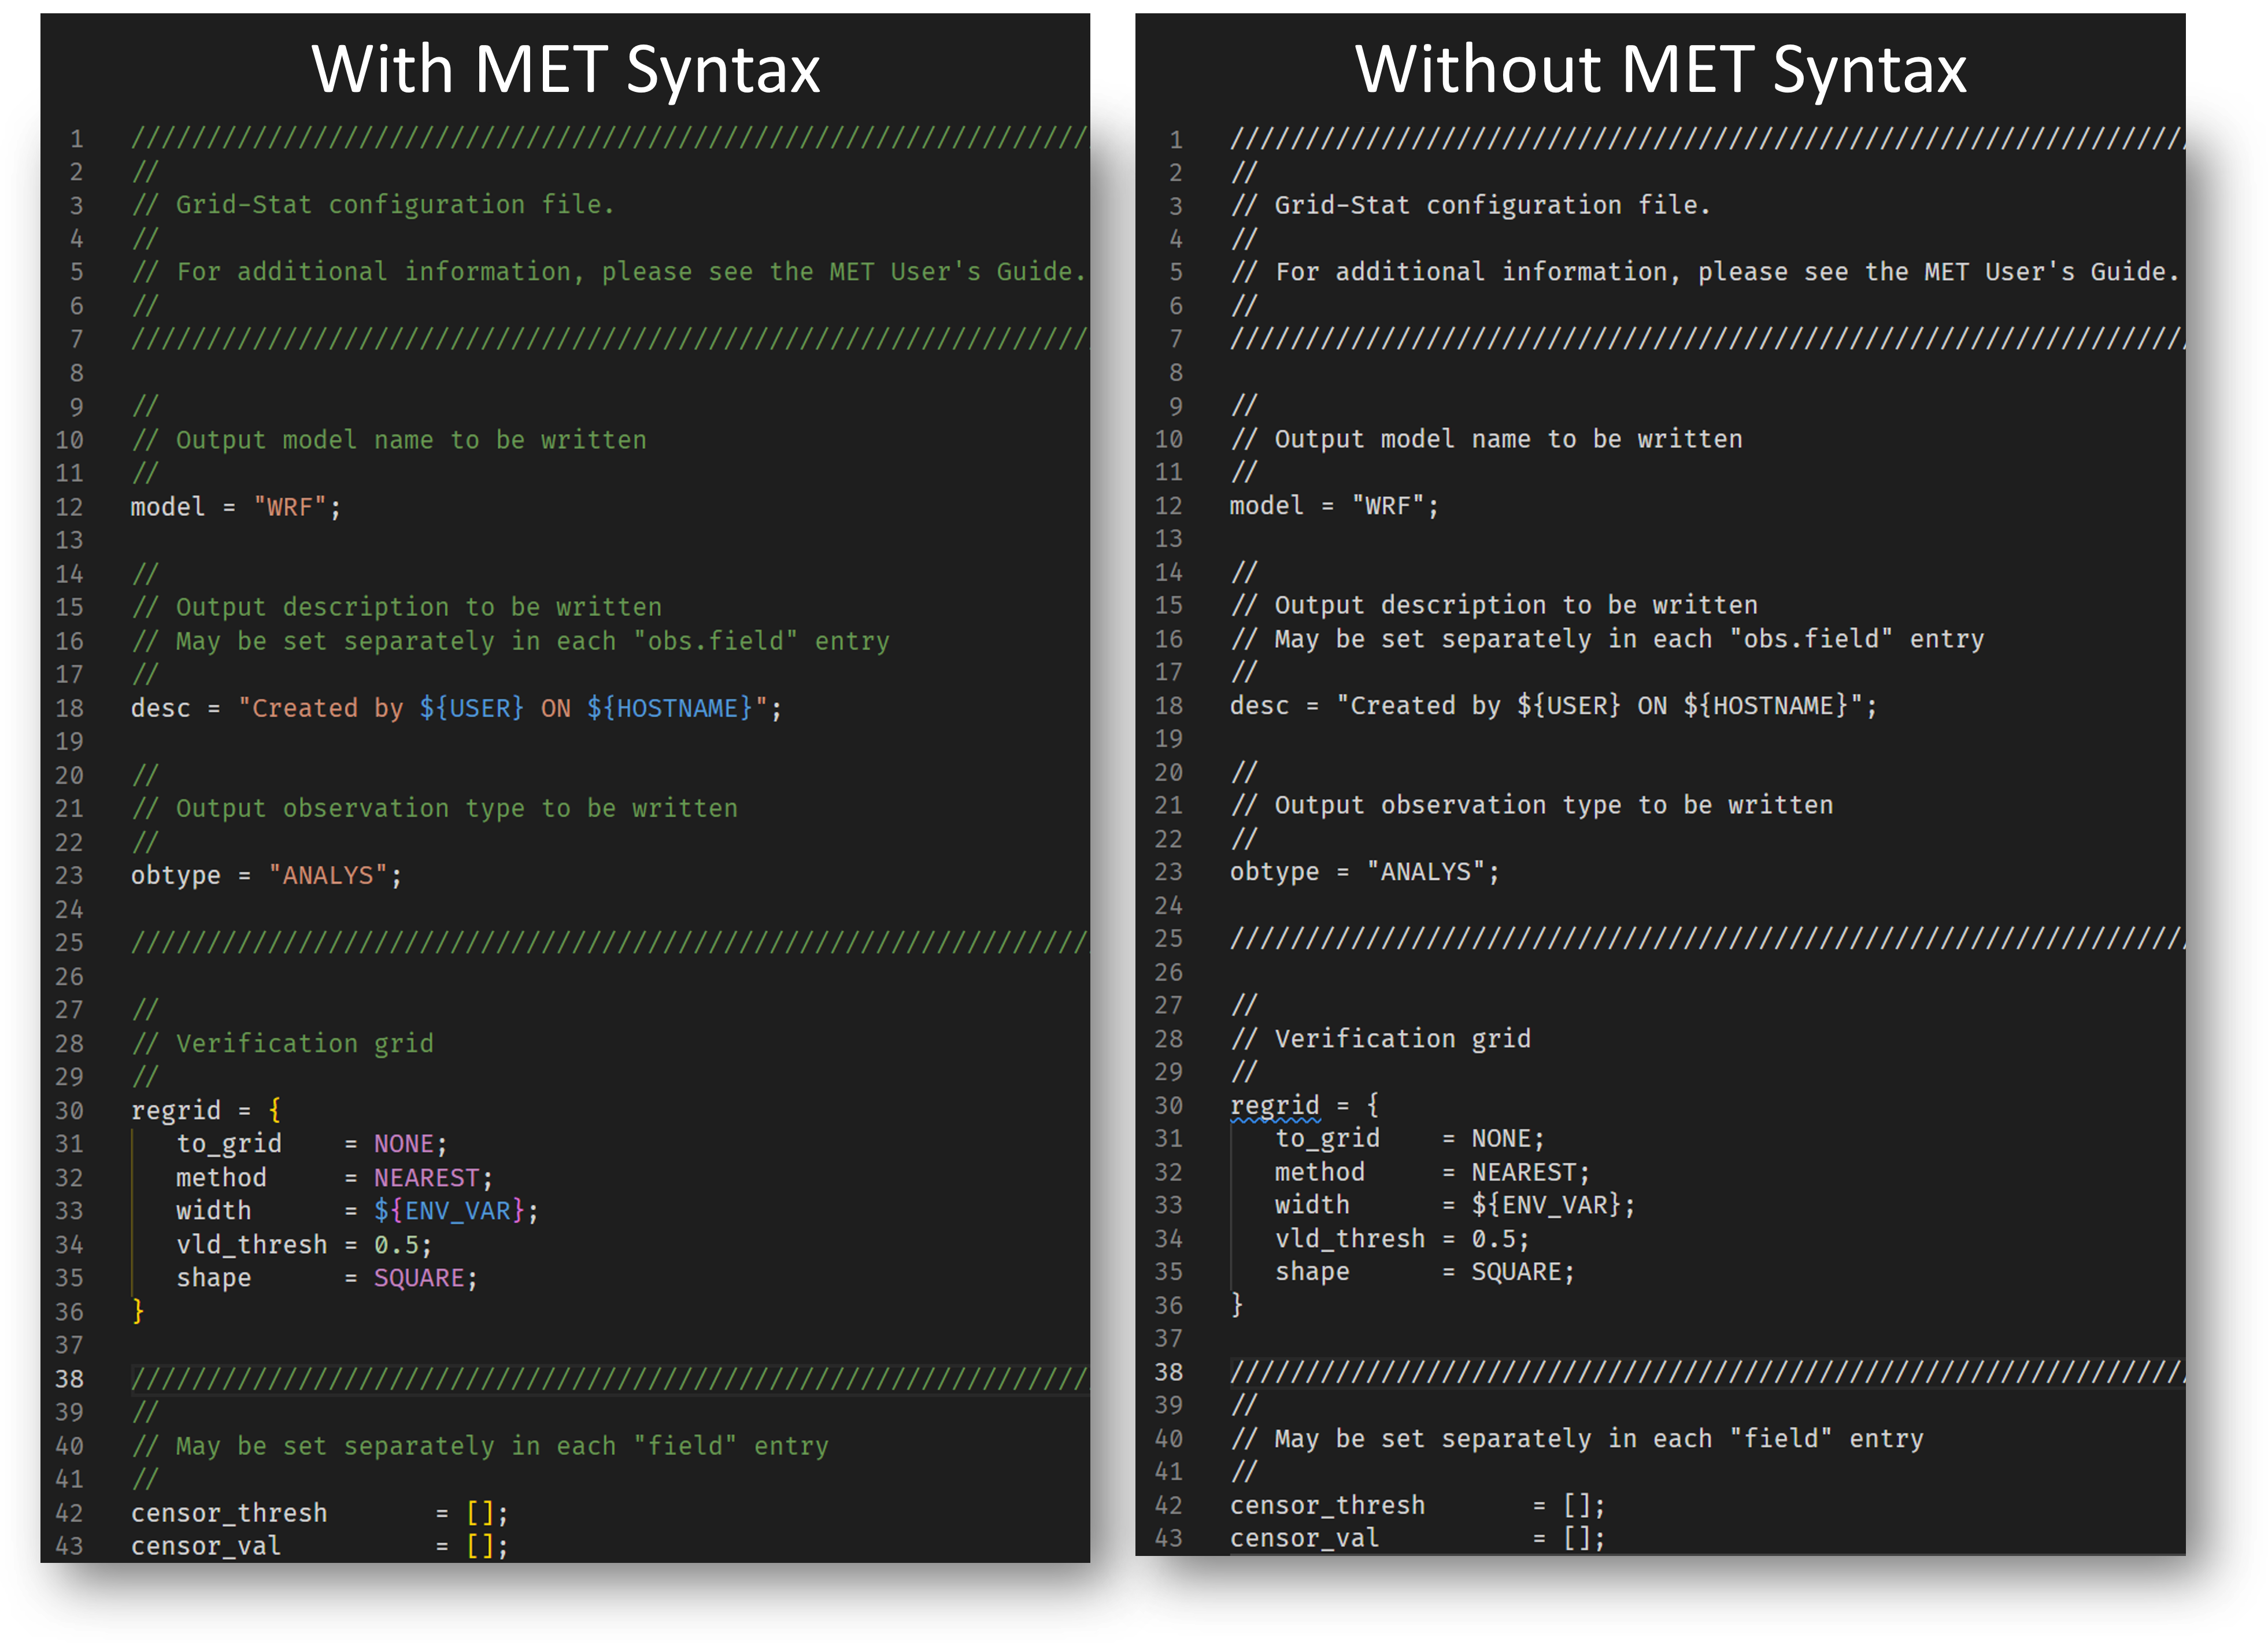 With MET Syntax
1 ///////////////////////////////////////////////////////////////
2 //
3 // Grid-Stat configuration file.
4 //
5 // For additional information, please see the MET User's Guide.
6 //
7 ///////////////////////////////////////////////////////////////
8
9 //
10 // Output model name to be written
11 //
12 model = "WRF";
13
14 //
15 // Output description to be written
16 // May be set separately in each "obs.field" entry
17 //
18 desc = "Created by ${USER} ON ${HOSTNAME}";
19
20 //
21 // Output observation type to be written
22 //
23 obtype = "ANALYS";
24
25 ///////////////////////////////////////////////////////////////
26
27 //
28 // Verification grid
29 //
30 regrid = {
31    to_grid    = NONE;
32    method     = NEAREST;
33    width      = ${ENV_VAR};
34    vld_thresh = 0.5;
35    shape      = SQUARE;
36 }
37
38 ///////////////////////////////////////////////////////////////
39 //
40 // May be set separately in each "field" entry
41 //
42 censor_thresh       = [];
43 censor_val          = [];
Without MET Syntax
1 ///////////////////////////////////////////////////////////////
2 //
3 // Grid-Stat configuration file.
4 //
5 // For additional information, please see the MET User's Guide.
6 //
7 ///////////////////////////////////////////////////////////////
8
9 //
10 // Output model name to be written
11 //
12 model = "WRF";
13
14 //
15 // Output description to be written
16 // May be set separately in each "obs.field" entry
17 //
18 desc = "Created by ${USER} ON ${HOSTNAME}";
19
20 //
21 // Output observation type to be written
22 //
23 obtype = "ANALYS";
24
25 ///////////////////////////////////////////////////////////////
26
27 //
28 // Verification grid
29 //
30 regrid = {
31    to_grid    = NONE;
32    method     = NEAREST;
33    width      = ${ENV_VAR};
34    vld_thresh = 0.5;
35    shape      = SQUARE;
36 }
37
38 ///////////////////////////////////////////////////////////////
39 //
40 // May be set separately in each "field" entry
41 //
42 censor_thresh       = [];
43 censor_val          = [];